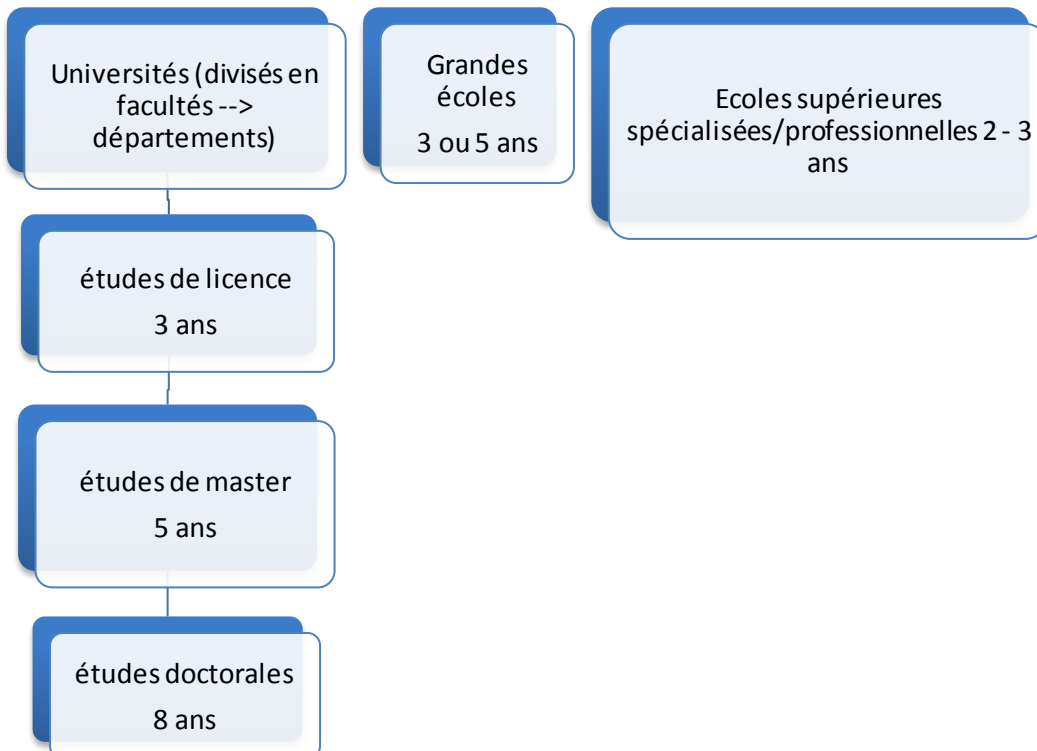 Universités (divisés en
facultés -->
départements)
Grandes
écoles
3 ou 5 ans
Ecoles supérieures
spécialisées/professionnelles 2 - 3
ans
études de licence
3 ans
études de master
5 ans
études doctorales
8 ans